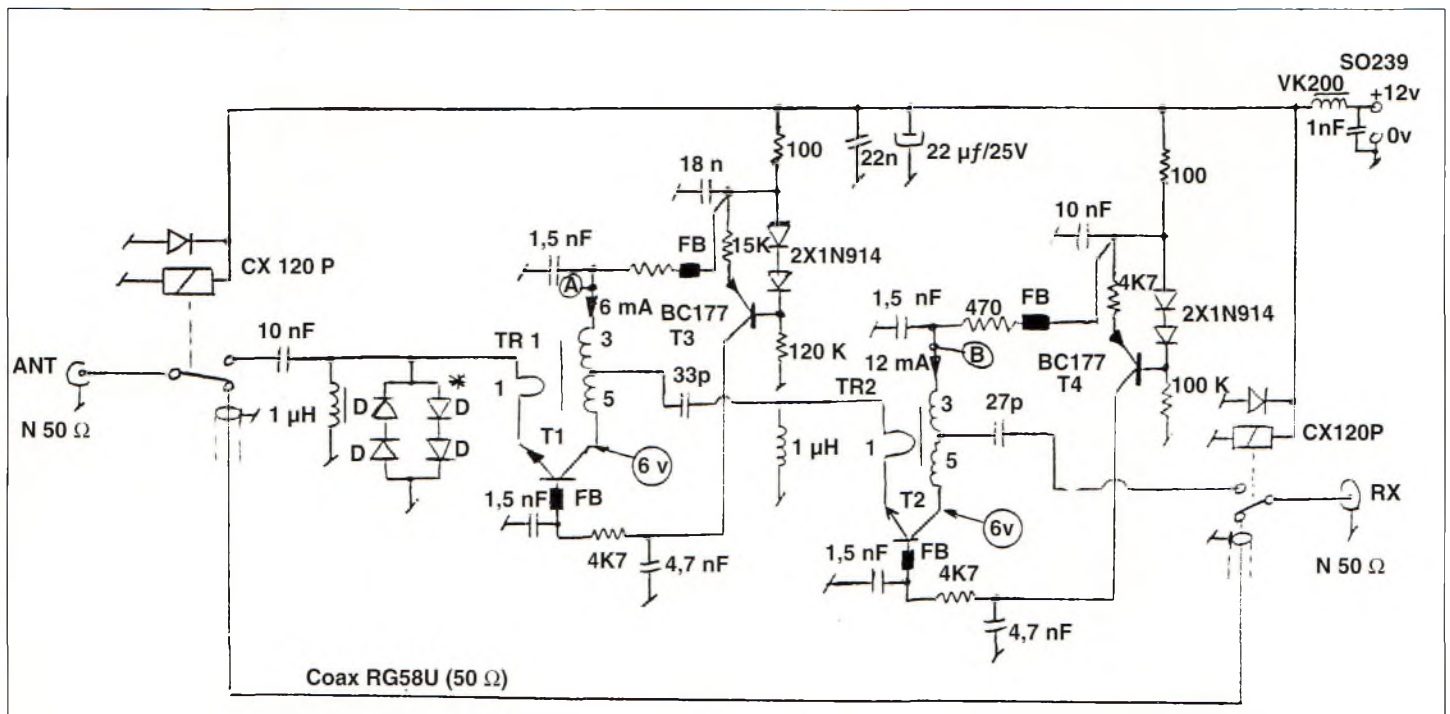 SO239
VK200
+12v
1nF
0v
100
22n
22 µf/25V
100
18 n
10 nF
CX 120 P
1,5 nF
FB
15K
2X1N914
4K7
A
6 mA
BC177
T3
1,5 nF
470
FB
2X1N914
10 nF
TR 1
3
120 K
12 mA
B
BC177
T4
ANT
1
33p
TR2
100 K
*
D
D
D
D
1 µH
5
3
27p
CX120P
N 50 Ω
T1
1 µH
1
5
6 v
RX
1,5 nF
FB
T2
6v
4K7
4,7 nF
1,5 nF
FB
4K7
N 50 Ω
4,7 nF
Coax RG58U (50 Ω)